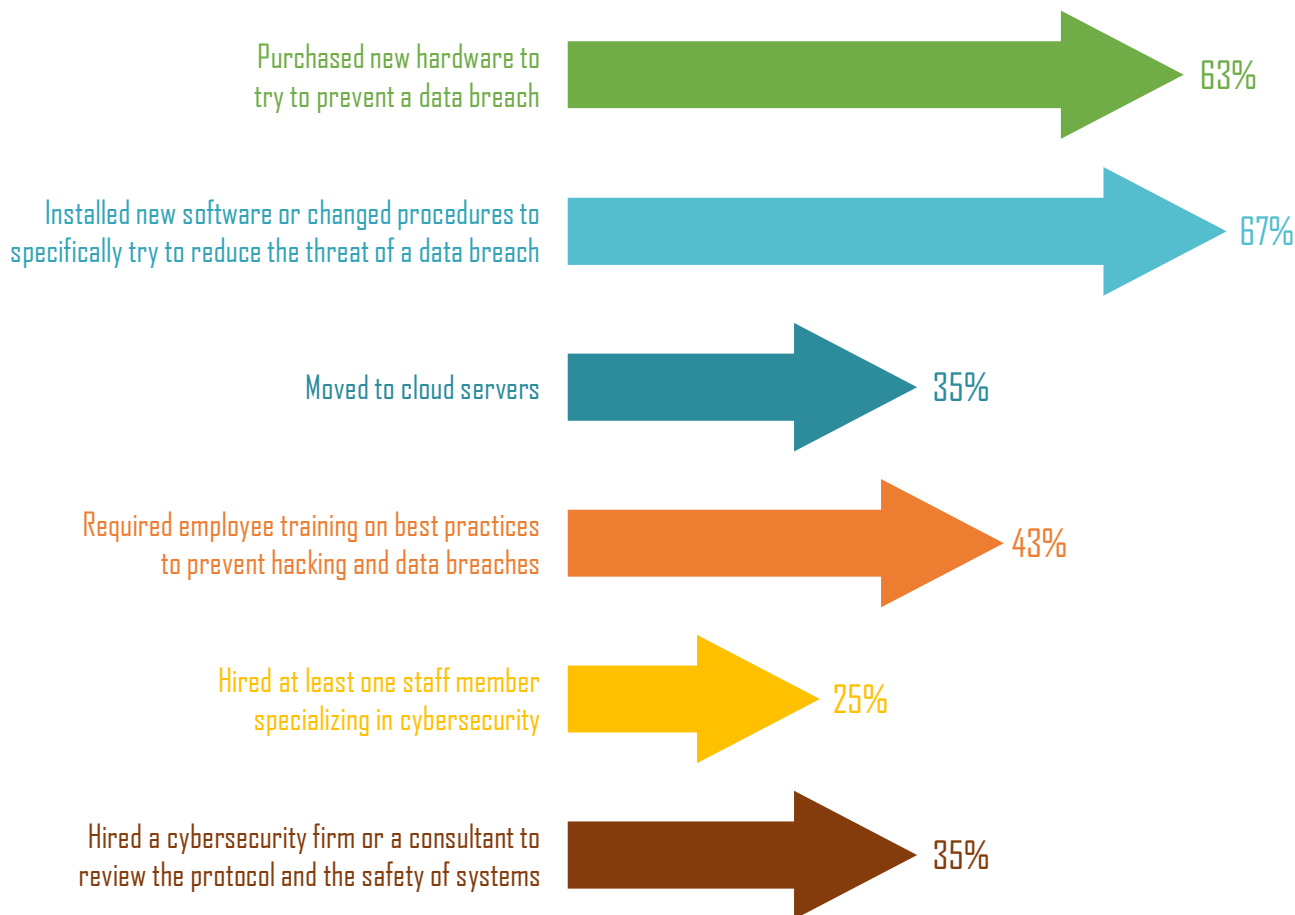 Purchased new hardware to
try to prevent a data breach
63%
Installed new software or changed procedures to
specifically try to reduce the threat of a data breach
67%
Moved to cloud servers
35%
Required employee training on best practices
to prevent hacking and data breaches
43%
Hired at least one staff member
specializing in cybersecurity
25%
Hired a cybersecurity firm or a consultant to
review the protocol and the safety of systems
35%